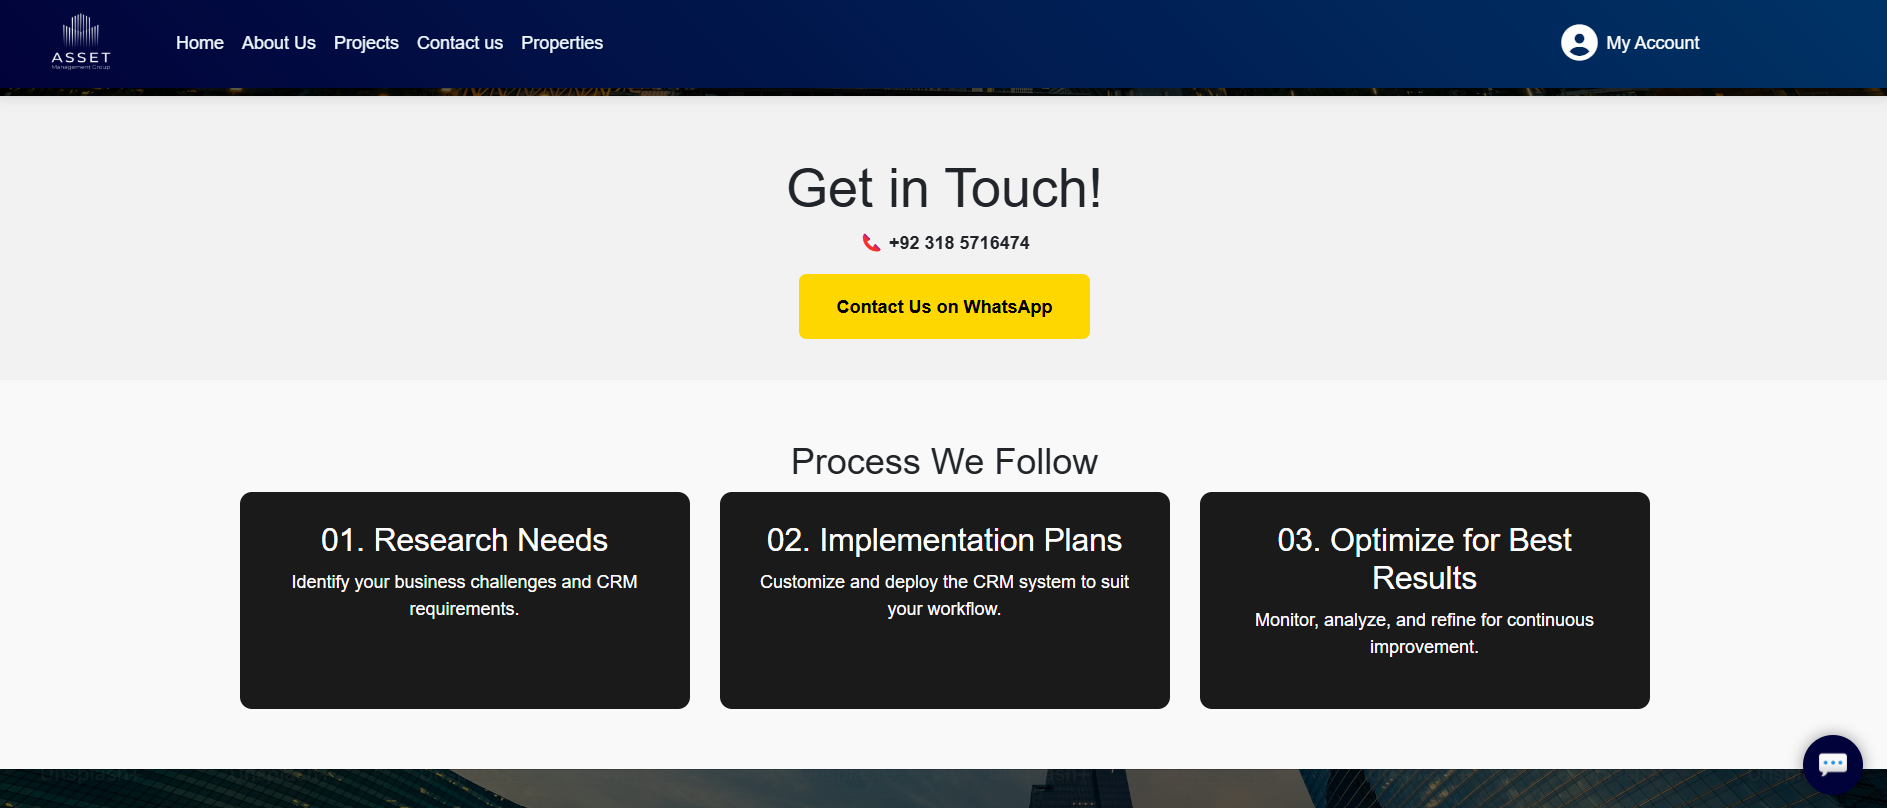 ASSET
Management Group
Home About Us Projects Contact us Properties
My Account
Get in Touch!
+92 318 5716474
Contact Us on WhatsApp
Process We Follow
01. Research Needs
Identify your business challenges and CRM
requirements.
02. Implementation Plans
Customize and deploy the CRM system to suit
your workflow.
03. Optimize for Best
Results
Monitor, analyze, and refine for continuous
improvement.
Unsplash+